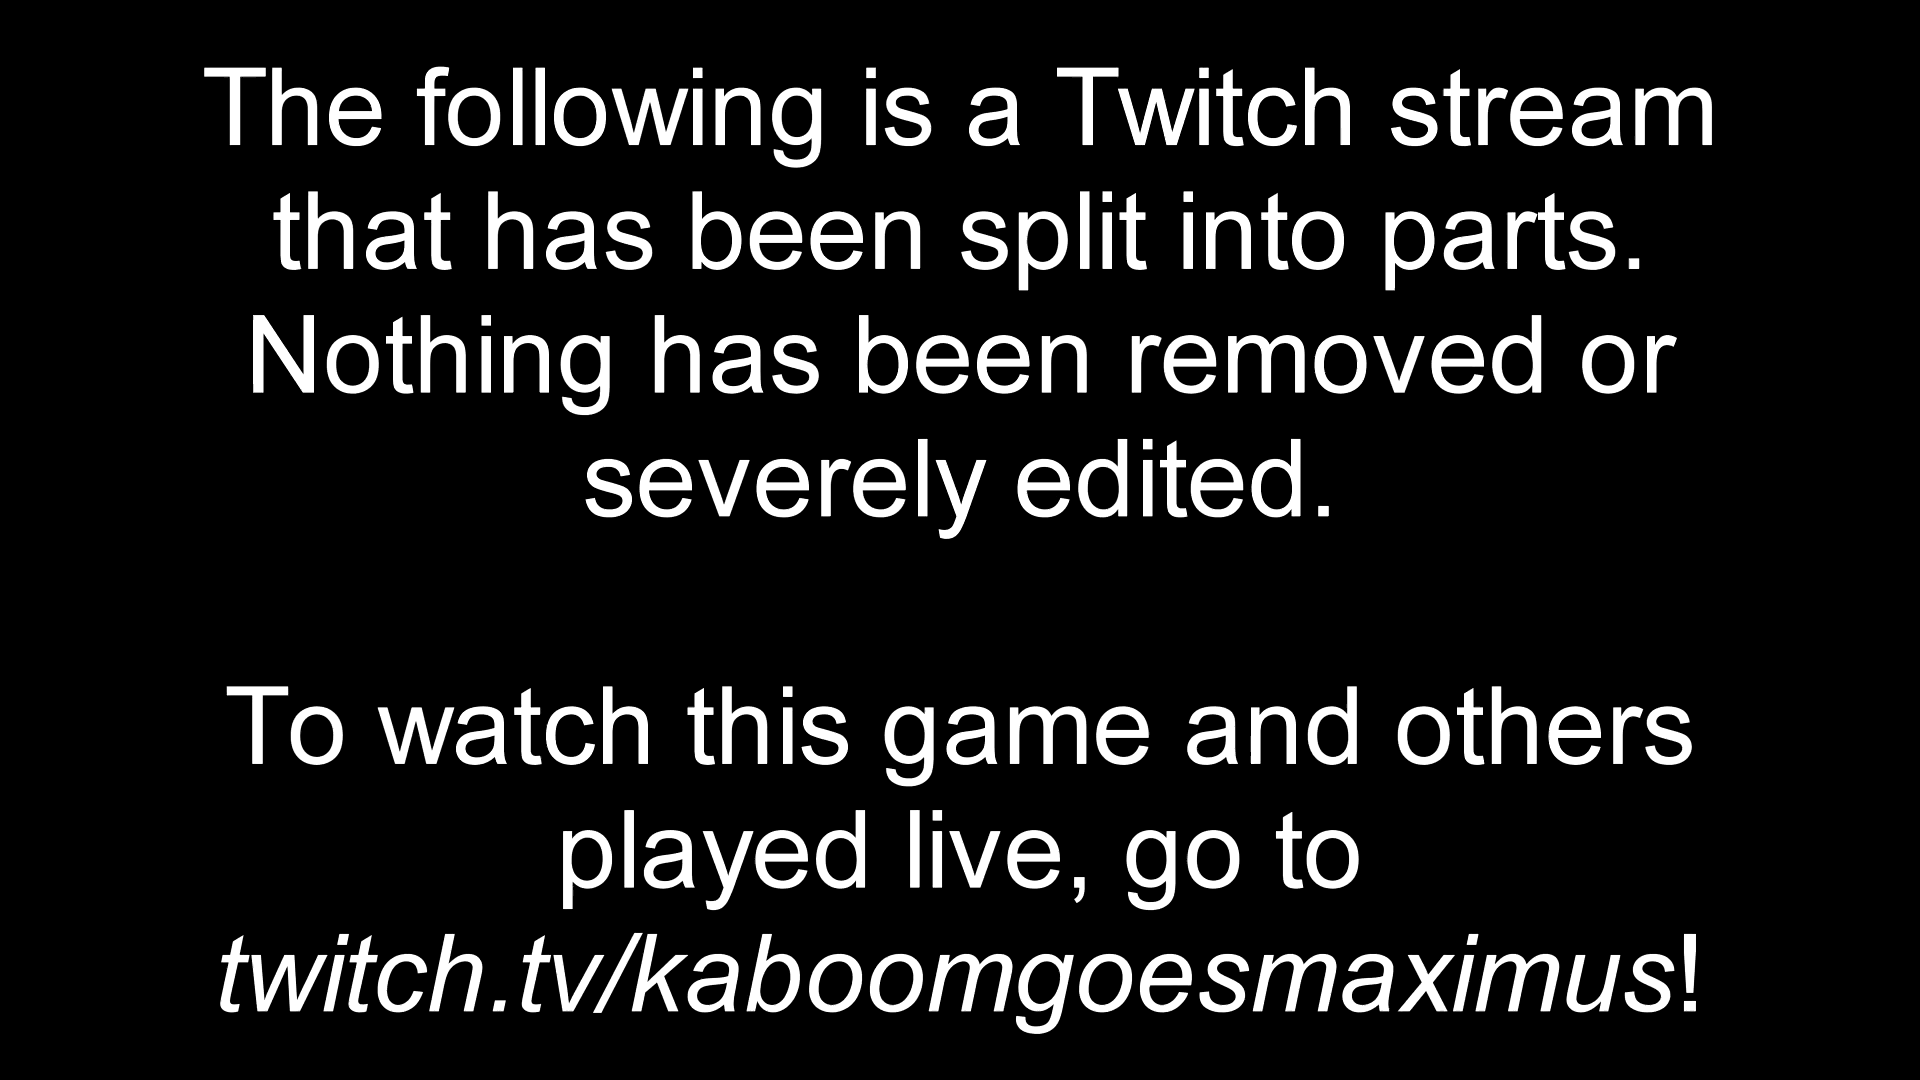 The following is a Twitch stream
that has been split into parts.
Nothing has been removed or
severely edited.
To watch this game and others
played live, go to
twitch.tv/kaboomgoesmaximus!